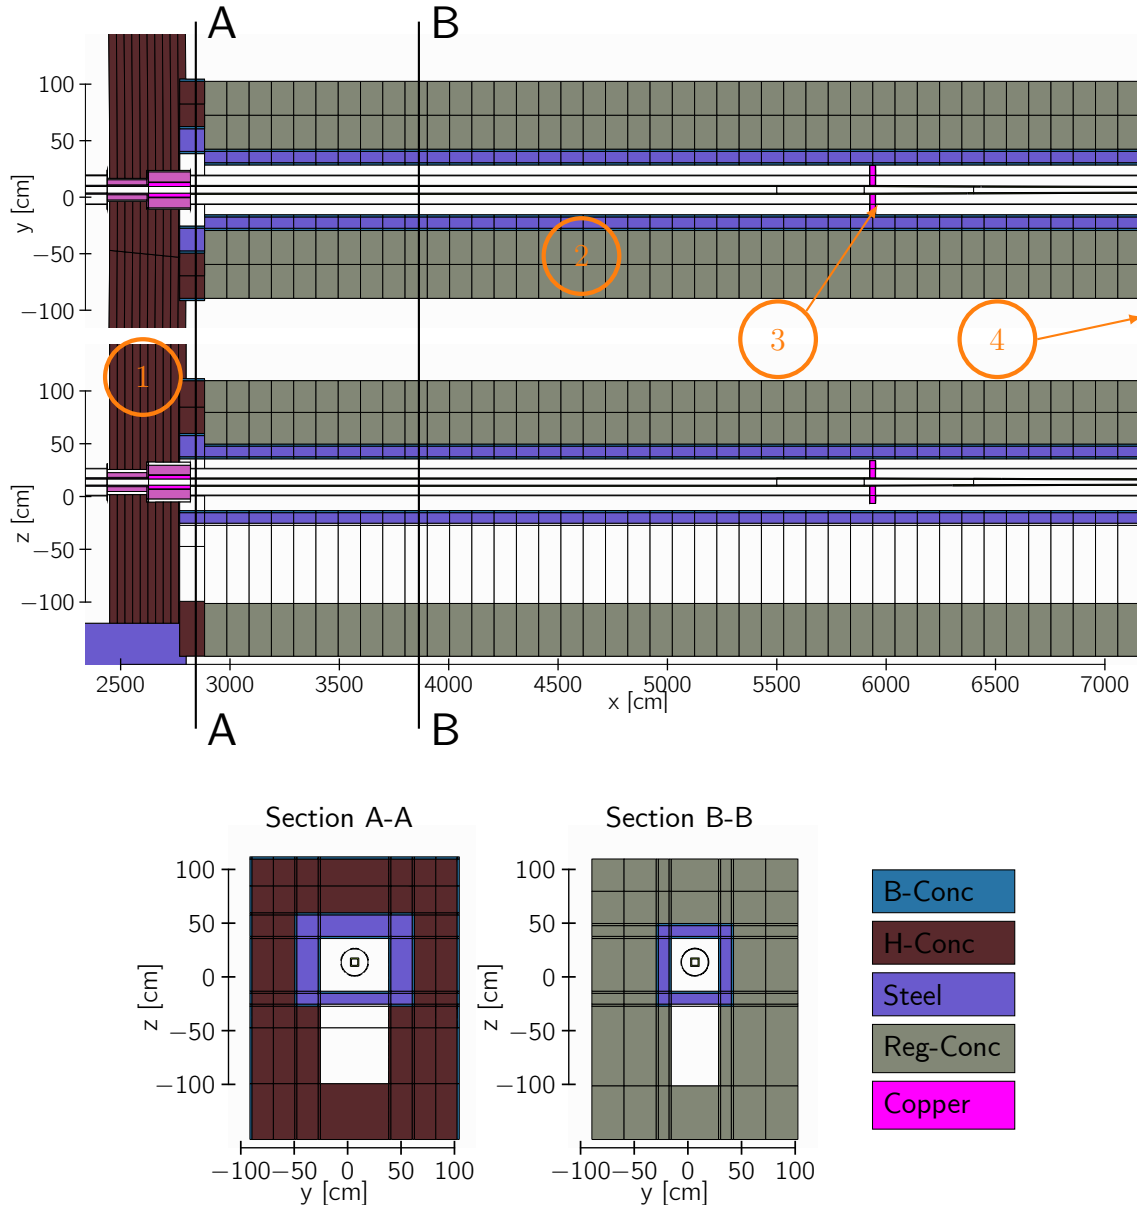 A
B
100
50
0
−50
−100
y [cm]
2
3
4
1
100
50
0
−50
−100
z [cm]
2500
3000
3500
4000
4500
5000
5500
6000
6500
7000
x [cm]
A
B
Section A-A
Section B-B
100
50
0
−50
−100
z [cm]
−100
−50
0
50
100
y [cm]
100
50
0
−50
−100
z [cm]
−100
−50
0
50
100
y [cm]
B-Conc
H-Conc
Steel
Reg-Conc
Copper